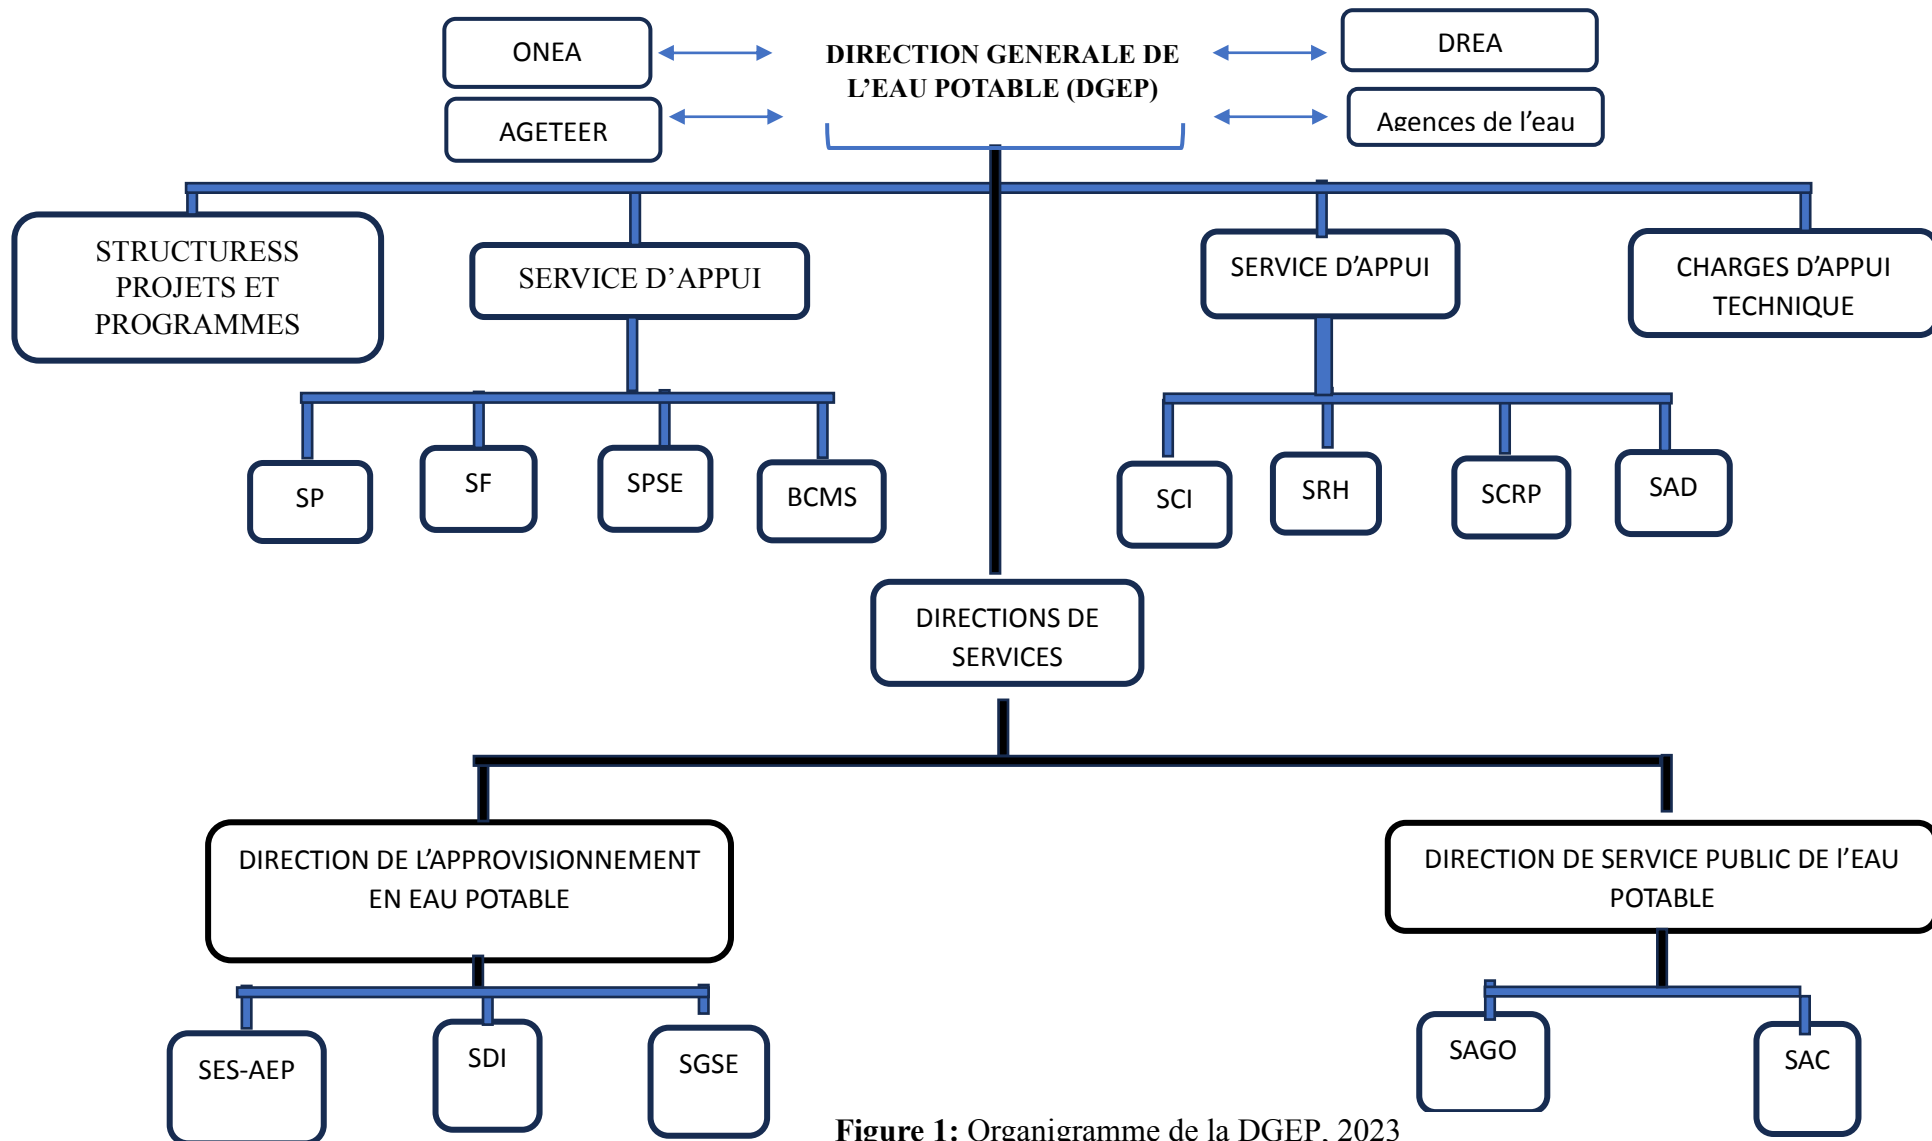 ONEA
DIRECTION GENERALE DE
L’EAU POTABLE (DGEP)
DREA
AGETEER
Agences de l’eau
STRUCTURESS
PROJETS ET
PROGRAMMES
SERVICE D’APPUI
SERVICE D’APPUI
CHARGES D’APPUI
TECHNIQUE
SP
SF
SPSE
BCMS
SCI
SRH
SCRP
SAD
DIRECTIONS DE
SERVICES
DIRECTION DE L’APPROVISIONNEMENT
EN EAU POTABLE
DIRECTION DE SERVICE PUBLIC DE l’EAU
POTABLE
SES-AEP
SDI
SGSE
SAGO
SAC
Figure 1: Organigramme de la DGEP, 2023